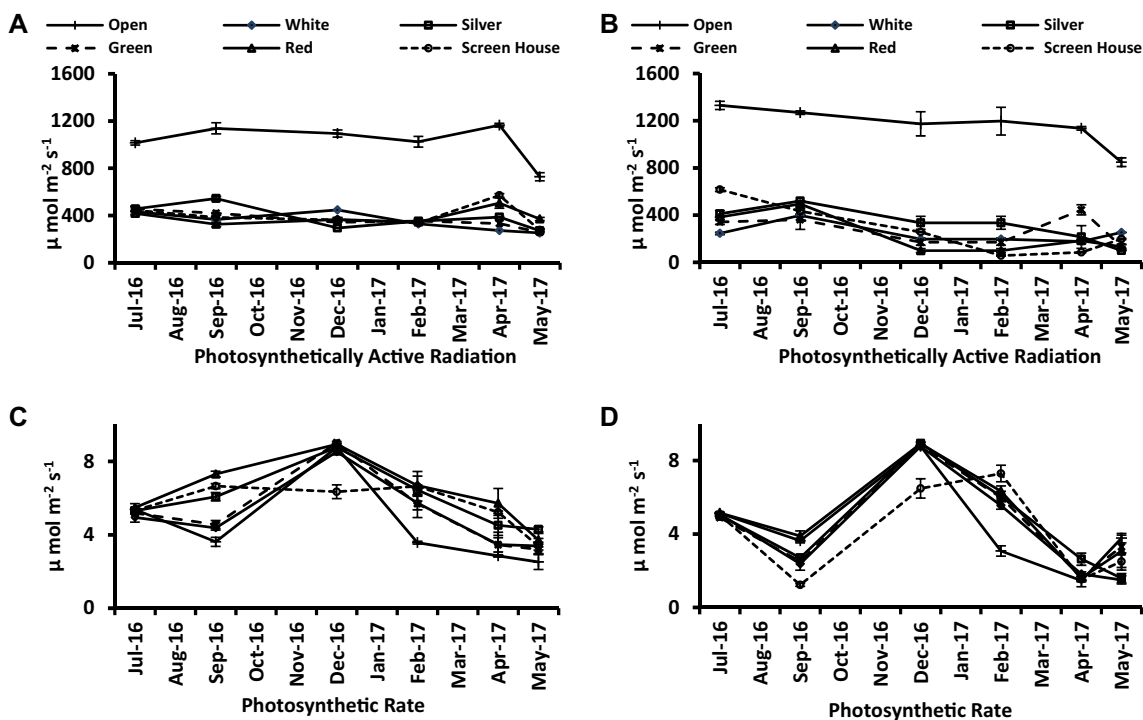 A
Open
White
Silver
Green
Red
Screen House
μ mol m⁻² s⁻¹
1600
1200
800
400
0
Jul-16
Aug-16
Sep-16
Oct-16
Nov-16
Dec-16
Jan-17
Feb-17
Mar-17
Apr-17
May-17
Photosynthetically Active Radiation
B
Open
White
Silver
Green
Red
Screen House
μ mol m⁻² s⁻¹
1600
1200
800
400
0
Jul-16
Aug-16
Sep-16
Oct-16
Nov-16
Dec-16
Jan-17
Feb-17
Mar-17
Apr-17
May-17
Photosynthetically Active Radiation
C
μ mol m⁻² s⁻¹
8
4
0
Jul-16
Aug-16
Sep-16
Oct-16
Nov-16
Dec-16
Jan-17
Feb-17
Mar-17
Apr-17
May-17
Photosynthetic Rate
D
μ mol m⁻² s⁻¹
8
4
0
Jul-16
Aug-16
Sep-16
Oct-16
Nov-16
Dec-16
Jan-17
Feb-17
Mar-17
Apr-17
May-17
Photosynthetic Rate